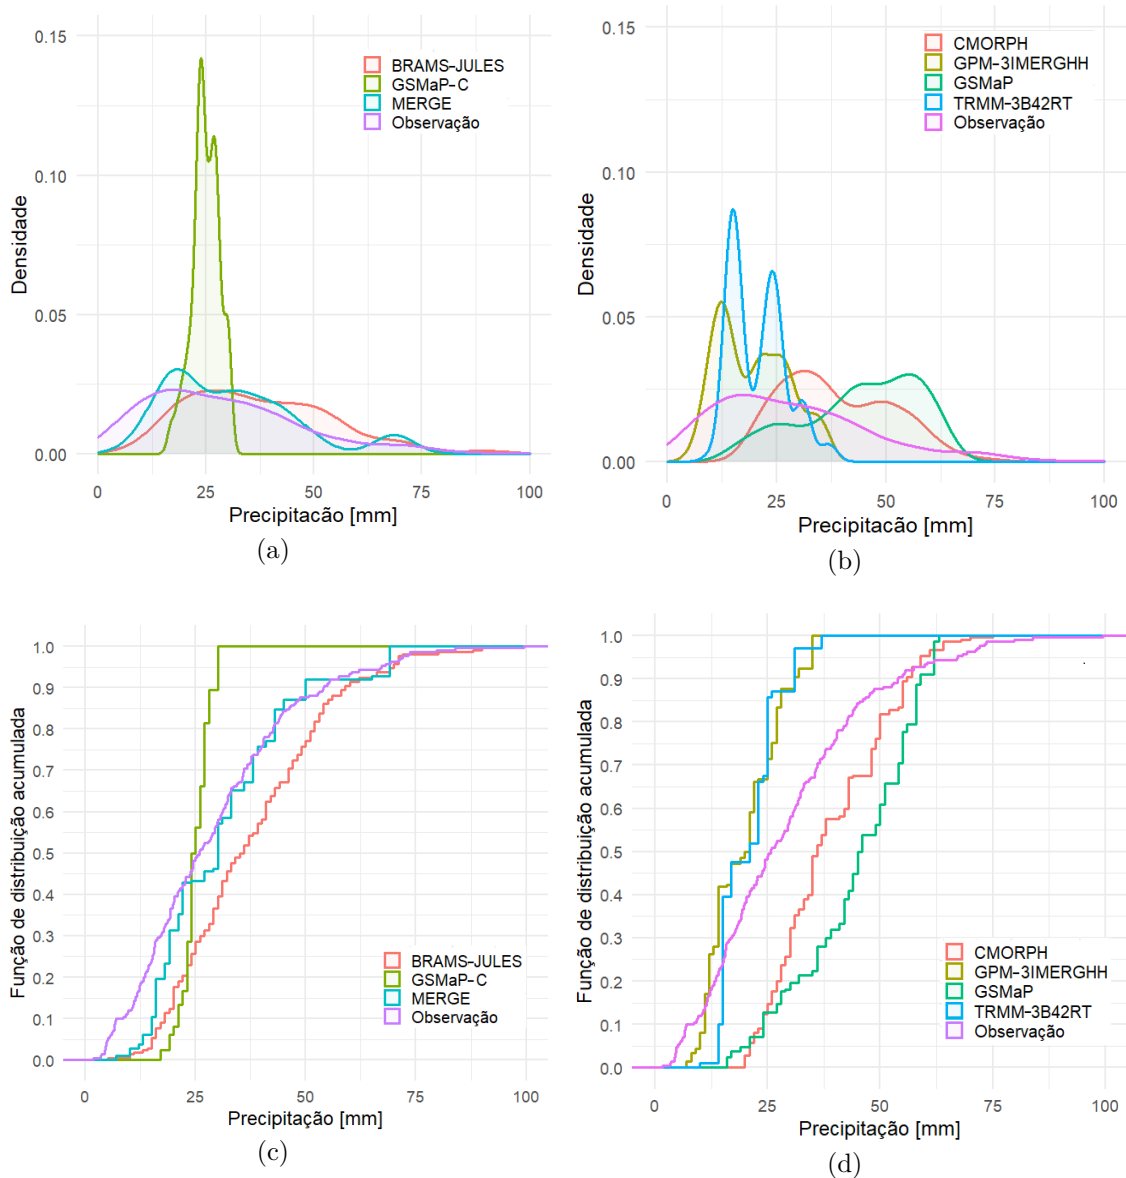 0.15
0.10
0.05
0.00
Densidade
BRAMS-JULES
GSMaP-C
MERGE
Observação
0 25 50 75 100
Precipitacão [mm]
(a)
0.15
0.10
0.05
0.00
Densidade
CMORPH
GPM-3IMERGHH
GSMaP
TRMM-3B42RT
Observação
0 25 50 75 100
Precipitacão [mm]
(b)
1.0
0.9
0.8
0.7
0.6
0.5
0.4
0.3
0.2
0.1
0.0
Função de distribuição acumulada
BRAMS-JULES
GSMaP-C
MERGE
Observação
0 25 50 75 100
Precipitação [mm]
(c)
1.0
0.9
0.8
0.7
0.6
0.5
0.4
0.3
0.2
0.1
0.0
Função de distribuição acumulada
CMORPH
GPM-3IMERGHH
GSMaP
TRMM-3B42RT
Observação
0 25 50 75 100
Precipitação [mm]
(d)